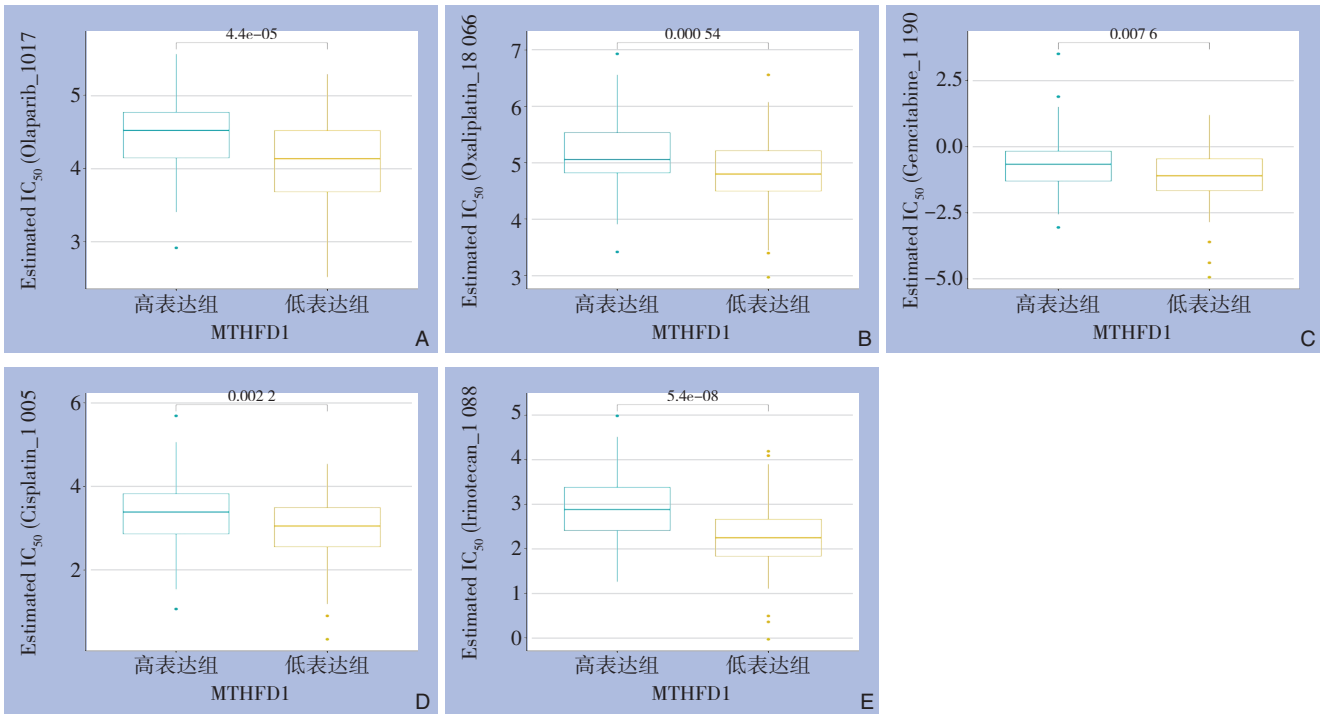 Estimated IC50 (Olaparib_1017
4.4e−05
5
4
3
高表达组 低表达组
MTHFD1
A
Estimated IC50 (Oxaliplatin_18 066
0.000 54
7
6
5
4
3
高表达组 低表达组
MTHFD1
B
Estimated IC50 (Gemcitabine_1 190
0.007 6
2.5
0.0
−2.5
−5.0
高表达组 低表达组
MTHFD1
C
Estimated IC50 (Cisplatin_1 005
0.002 2
6
4
2
高表达组 低表达组
MTHFD1
D
Estimated IC50 (Irinotecan_1 088
5.4e−08
5
4
3
2
1
0
高表达组 低表达组
MTHFD1
E